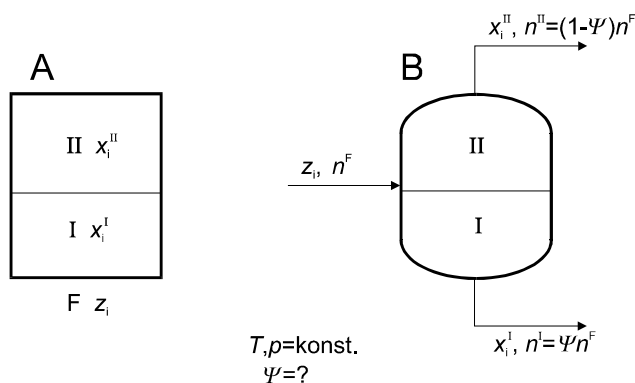 A
II x_i^II
I x_i^I
F z_i
B
x_i^II, n^II=(1-Ψ)n^F
II
z_i, n^F
I
x_i^I, n^I=Ψn^F
T,p=konst.
Ψ=?